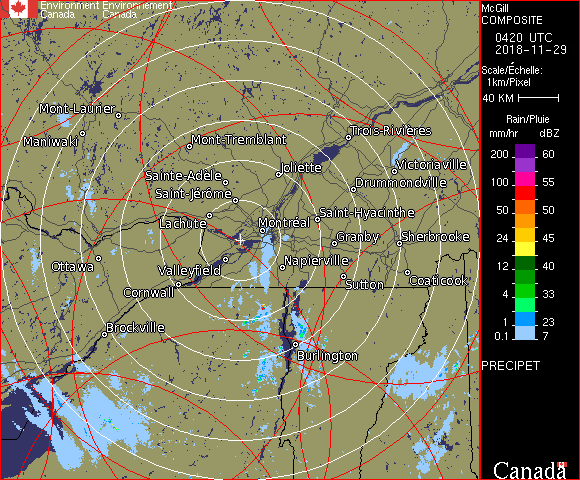 Environment Environnement
Canada Canada
McGill
COMPOSITE
0420 UTC
2018-11-29
Scale/Échelle:
1km/Pixel
40 KM
Rain/Pluie
mm/hr dBZ
200 60
150 55
100 55
50 50
24 45
12 40
4 33
1 23
0.1 7
PRECIPET
Canada
Mont-Laurier
Maniwaki
Mont-Tremblant
Trois-Rivières
Sainte-Adèle
Joliette
Victoriaville
Saint-Jérôme
Drummondville
Lachute
Montréal
Saint-Hyacinthe
Granby
Sherbrooke
Ottawa
Valleyfield
Napierville
Cornwall
Sutton
Coaticook
Brockville
Burlington